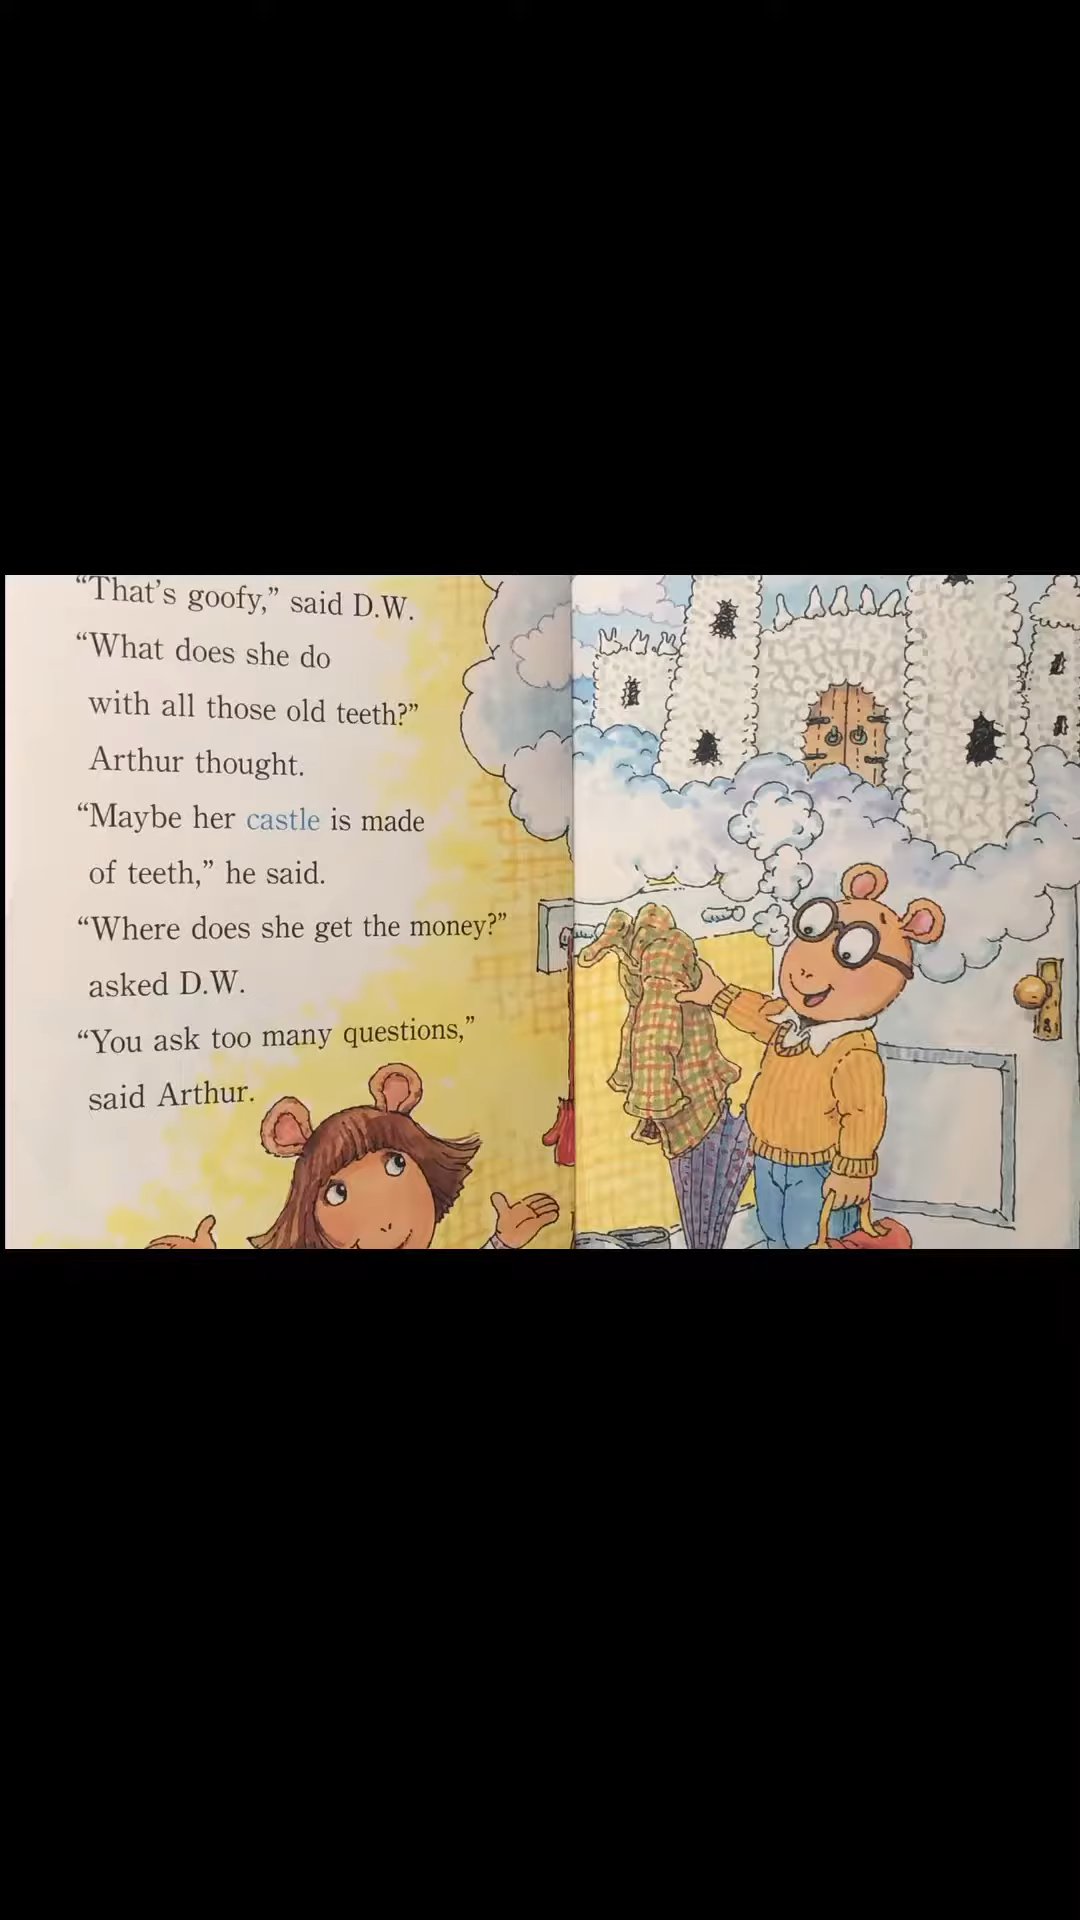 “That’s goofy,” said D.W.
“What does she do
with all those old teeth?”
Arthur thought.
“Maybe her castle is made
of teeth,” he said.
“Where does she get the money?”
asked D.W.
“You ask too many questions,”
said Arthur.